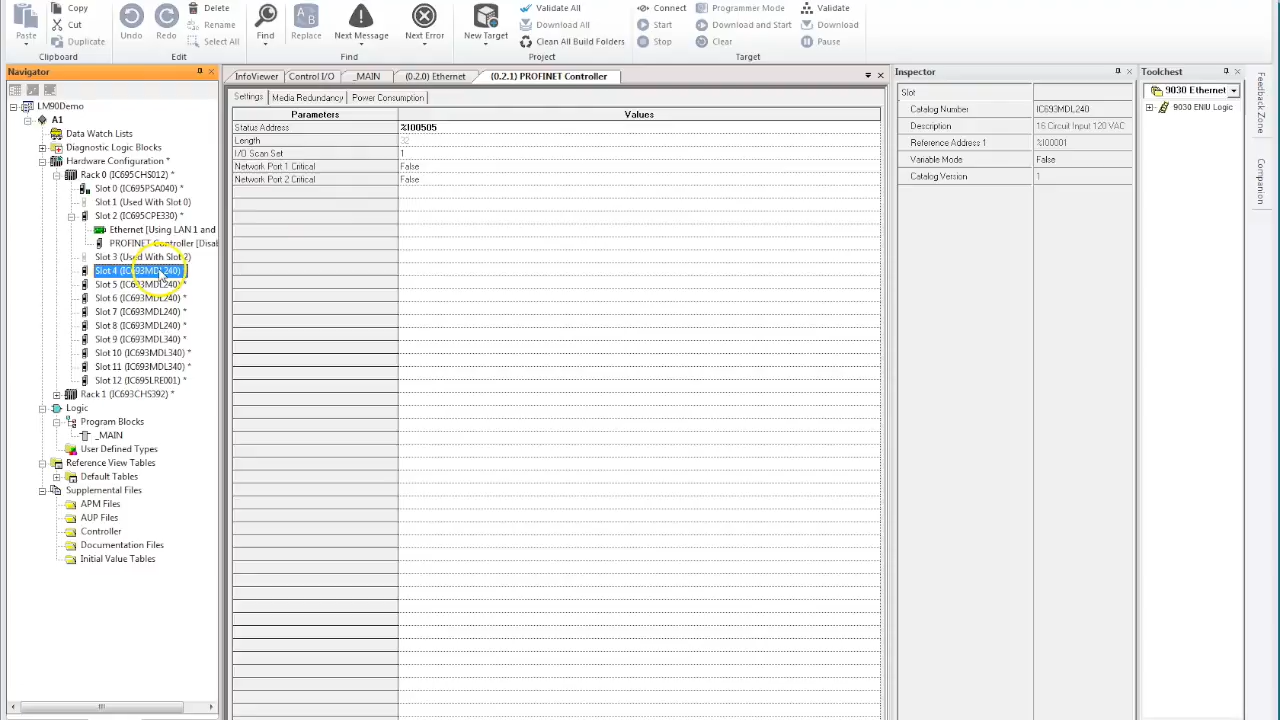 Copy
Cut
Paste
Duplicate
Clipboard
Undo
Redo
Delete
Rename
Select All
Edit
Find
Replace
Next Message
Next Error
Find
New Target
Validate All
Download All
Clean All Build Folders
Project
Connect
Programmer Mode
Validate
Start
Download and Start
Download
Stop
Clear
Pause
Target
Navigator
LM90Demo
A1
Data Watch Lists
Diagnostic Logic Blocks
Hardware Configuration *
Rack 0 (IC695CHS012) *
Slot 0 (IC695PSA040) *
Slot 1 (Used With Slot 0)
Slot 2 (IC695CPE330) *
Ethernet [Using LAN 1 and
PROFINET Controller [Disal
Slot 3 (Used With Slot 2)
Slot 4 (IC693MDL240)
Slot 5 (IC693MDL240) *
Slot 6 (IC693MDL240) *
Slot 7 (IC693MDL240) *
Slot 8 (IC693MDL240) *
Slot 9 (IC693MDL340) *
Slot 10 (IC693MDL340) *
Slot 11 (IC693MDL340) *
Slot 12 (IC695LRE001) *
Rack 1 (IC693CHS392) *
Logic
Program Blocks
_MAIN
User Defined Types
Reference View Tables
Default Tables
Supplemental Files
APM Files
AUP Files
Controller
Documentation Files
Initial Value Tables
InfoViewer
Control I/O
_MAIN
(0.2.0) Ethernet
(0.2.1) PROFINET Controller
Settings
Media Redundancy
Power Consumption
Parameters Values
Status Address %I00505
Length 32
I/O Scan Set 1
Network Port 1 Critical False
Network Port 2 Critical False
Inspector
Slot
Catalog Number IC693MDL240
Description 16 Circuit Input 120 VAC
Reference Address 1 %I00001
Variable Mode False
Catalog Version 1
Toolchest
9030 Ethernet
9030 ENIU Logic
Feedback Zone
Companion